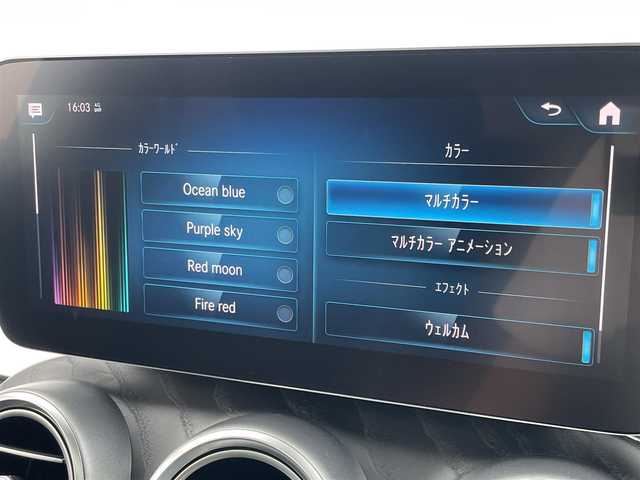 16:03
ｶﾗｰﾜｰﾙﾄﾞ
Ocean blue
Purple sky
Red moon
Fire red
ｶﾗｰ
ﾏﾙﾁｶﾗｰ
ﾏﾙﾁｶﾗｰ ｱﾆﾒｰｼｮﾝ
ｴﾌｪｸﾄ
ｳｪﾙｶﾑ